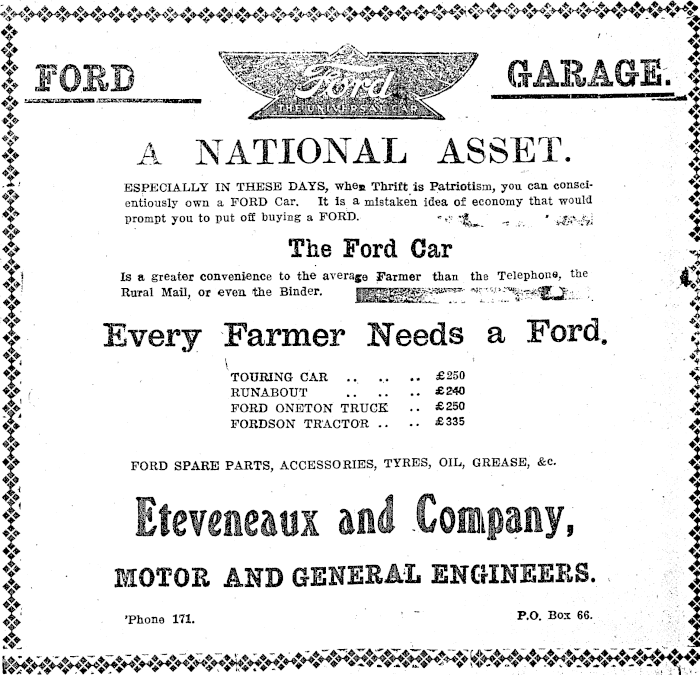 FORD
Ford
THE UNIVERSAL CAR
GARAGE.
A NATIONAL ASSET.
ESPECIALLY IN THESE DAYS, when Thrift is Patriotism, you can consci-
entiously own a FORD Car. It is a mistaken idea of economy that would
prompt you to put off buying a FORD.
The Ford Car
Is a greater convenience to the average Farmer than the Telephone, the
Rural Mail, or even the Binder.
Every Farmer Needs a Ford.
TOURING CAR .. .. .. £250
RUNABOUT .. .. .. £240
FORD ONETON TRUCK .. £250
FORDSON TRACTOR .. .. £335
FORD SPARE PARTS, ACCESSORIES, TYRES, OIL, GREASE, &c.
Eteveneaux and Company,
MOTOR AND GENERAL ENGINEERS.
'Phone 171.
P.O. Box 66.